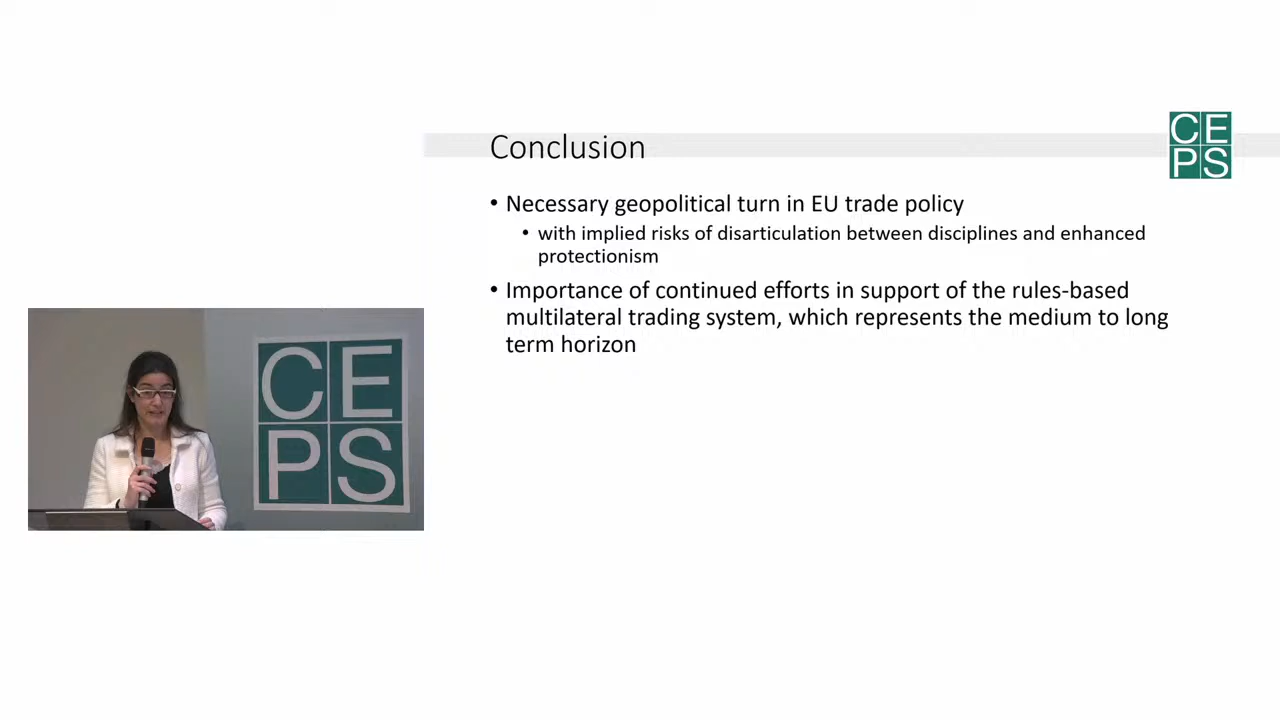 Conclusion
CE
PS
• Necessary geopolitical turn in EU trade policy
• with implied risks of disarticulation between disciplines and enhanced
protectionism
• Importance of continued efforts in support of the rules-based
multilateral trading system, which represents the medium to long
term horizon
CE
PS